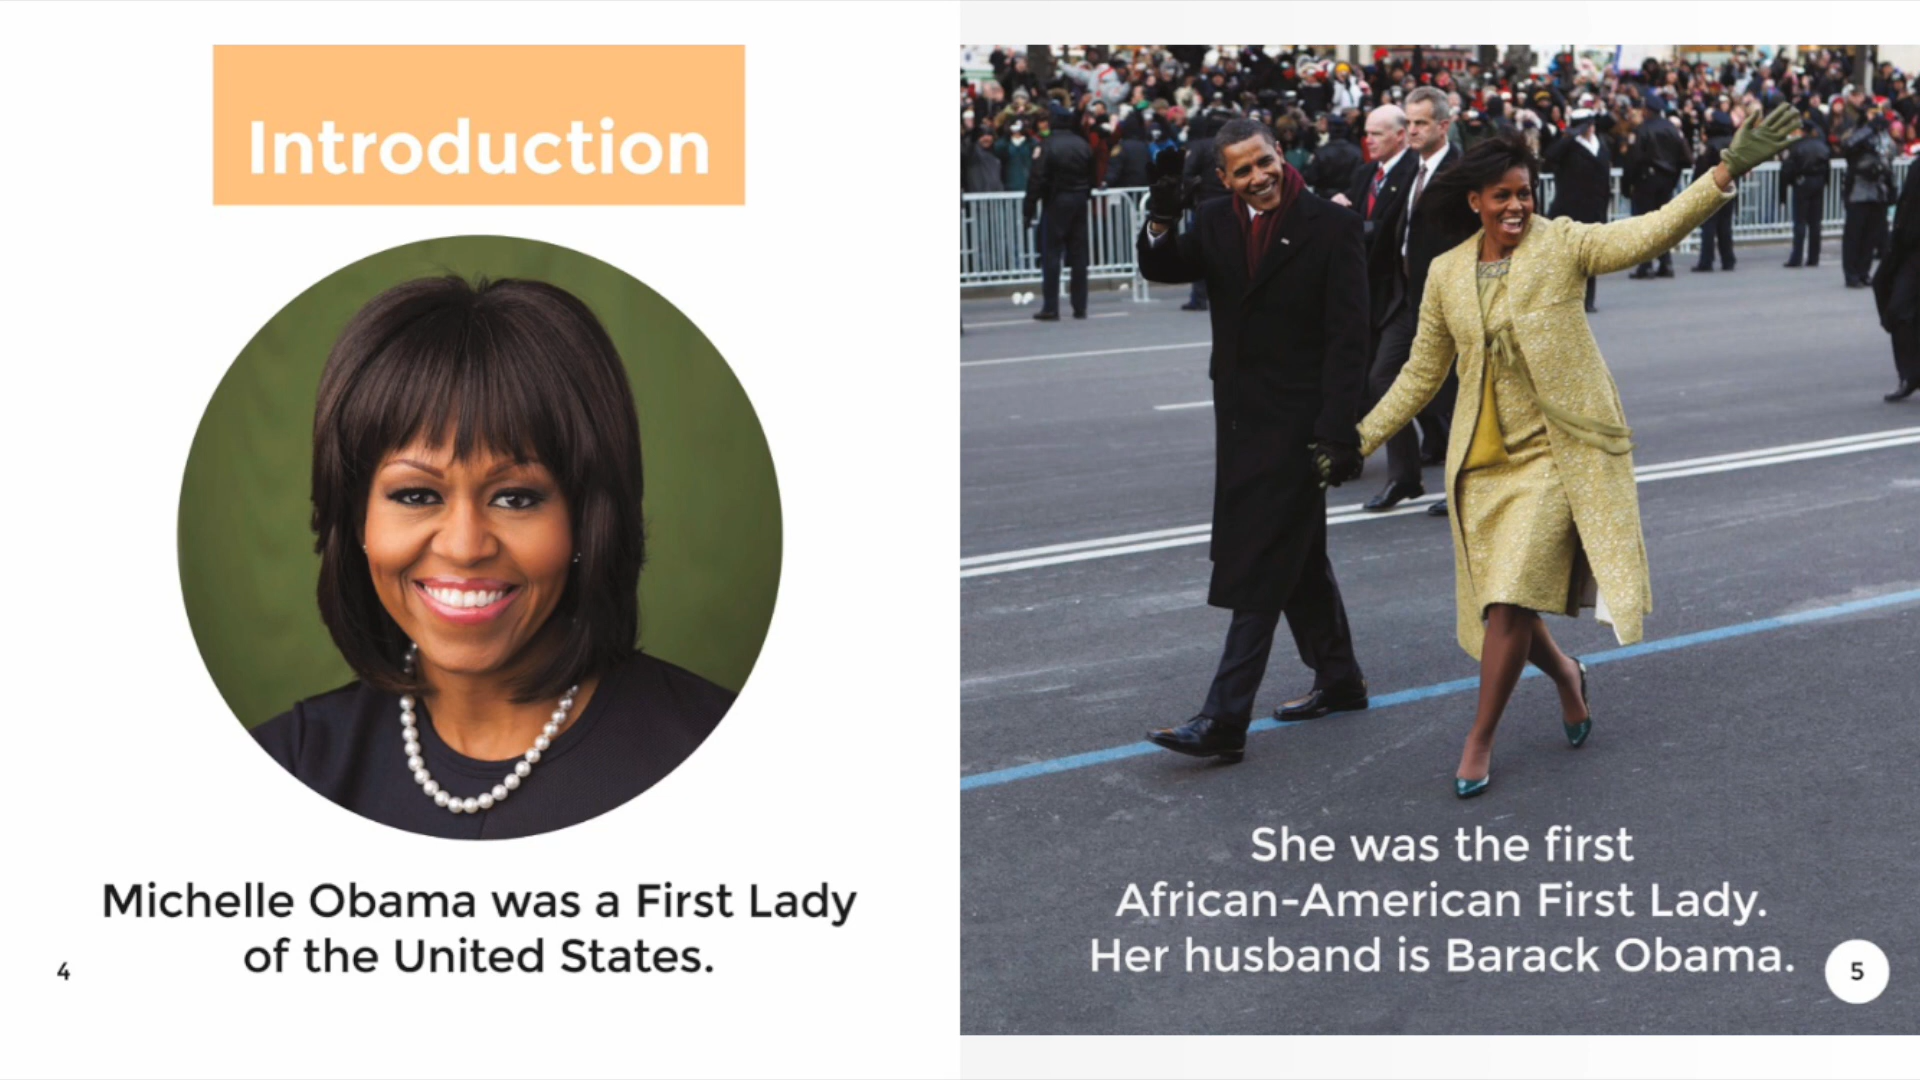 Introduction
Michelle Obama was a First Lady
of the United States.
4
She was the first
African-American First Lady.
Her husband is Barack Obama.
5